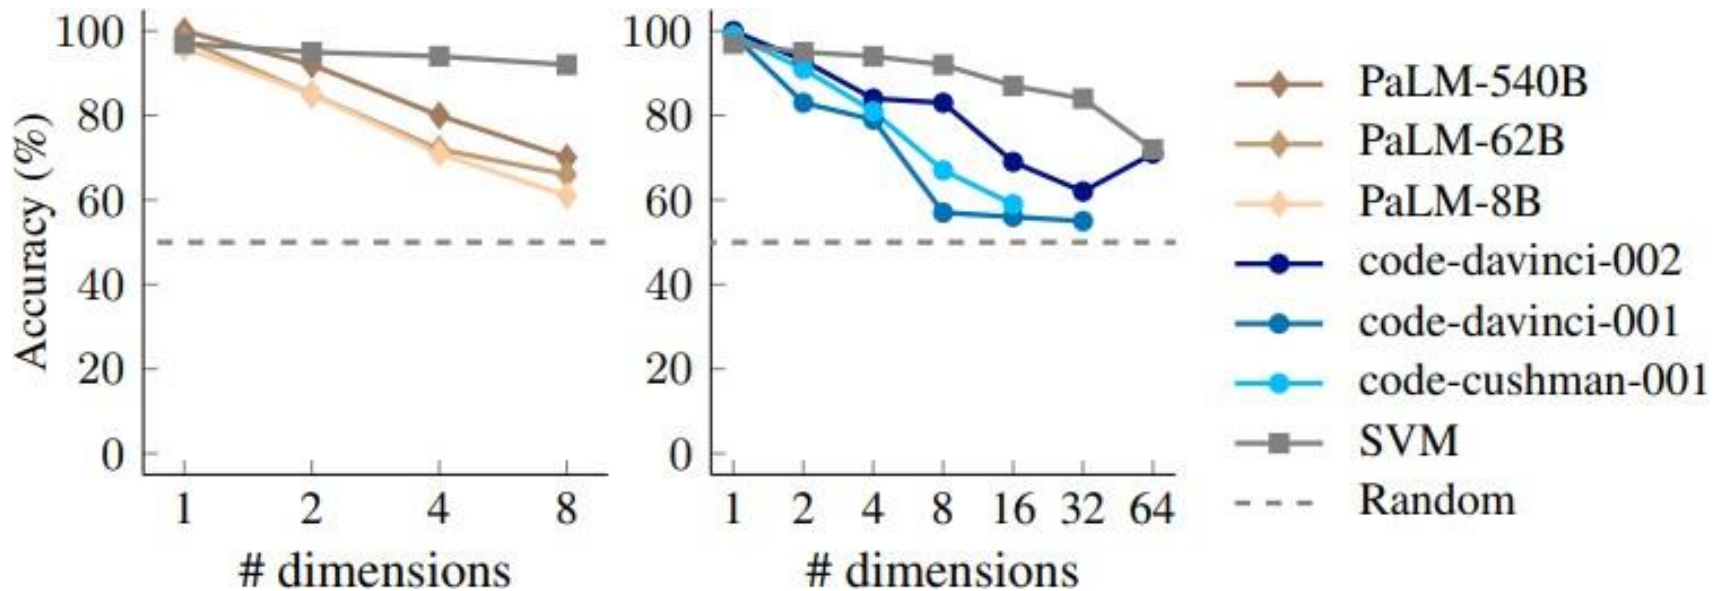 Accuracy (%)
100
80
60
40
20
0
1 2 4 8
# dimensions
100
80
60
40
20
0
1 2 4 8 16 32 64
# dimensions
PaLM-540B
PaLM-62B
PaLM-8B
code-davinci-002
code-davinci-001
code-cushman-001
SVM
Random